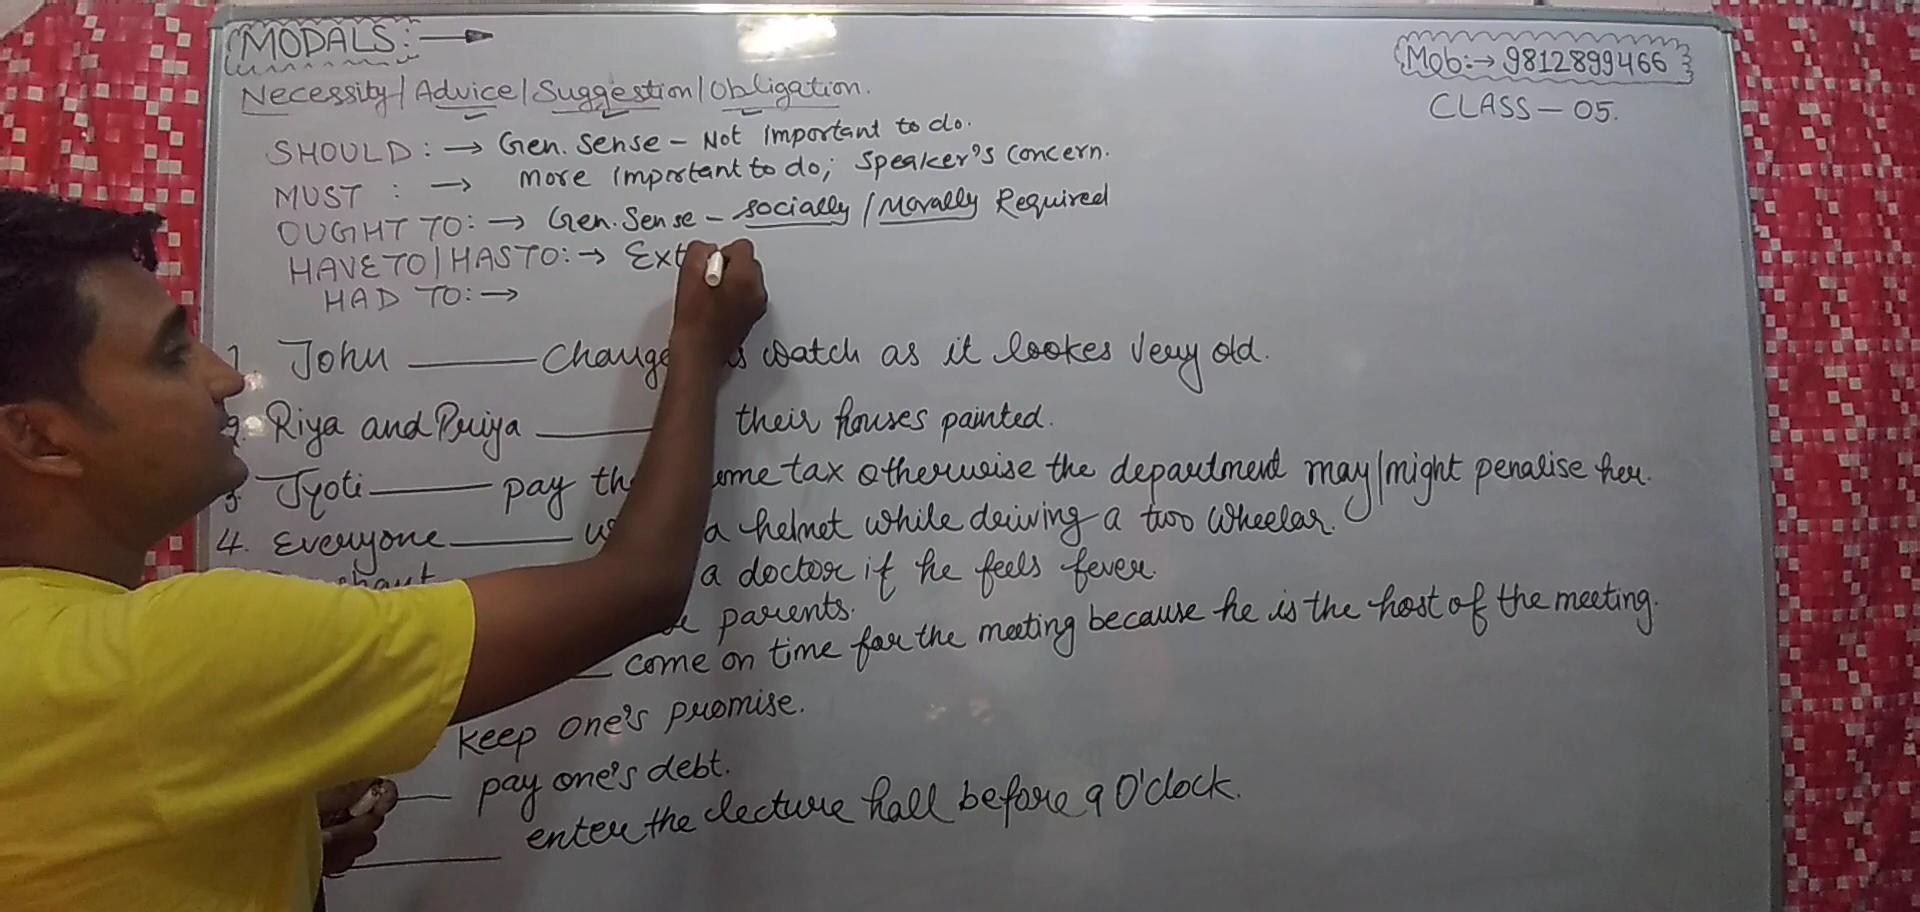 MODALS:→
Mob:→ 9812899466
CLASS – 05.
Necessity/Advice/Suggestion/Obligation.
SHOULD: → Gen. Sense – Not Important to do.
MUST : → More Important to do; Speaker's Concern.
OUGHT TO: → Gen. Sense – Socially/Morally Required
HAVE TO/HAS TO: → Ext
HAD TO: →
1. John ______ change watch as it lookes very old.
2. Riya and Priya ______ their houses painted.
3 Jyoti ______ pay tax otherwise the department may/might penalise her.
4. Everyone ______ a helmet while driving a two wheelar.
a doctor if he feels fever.
parents.
come on time for the meeting because he is the host of the meeting.
keep one's promise.
pay one's debt.
enter the lecture hall before 9 O'clock.